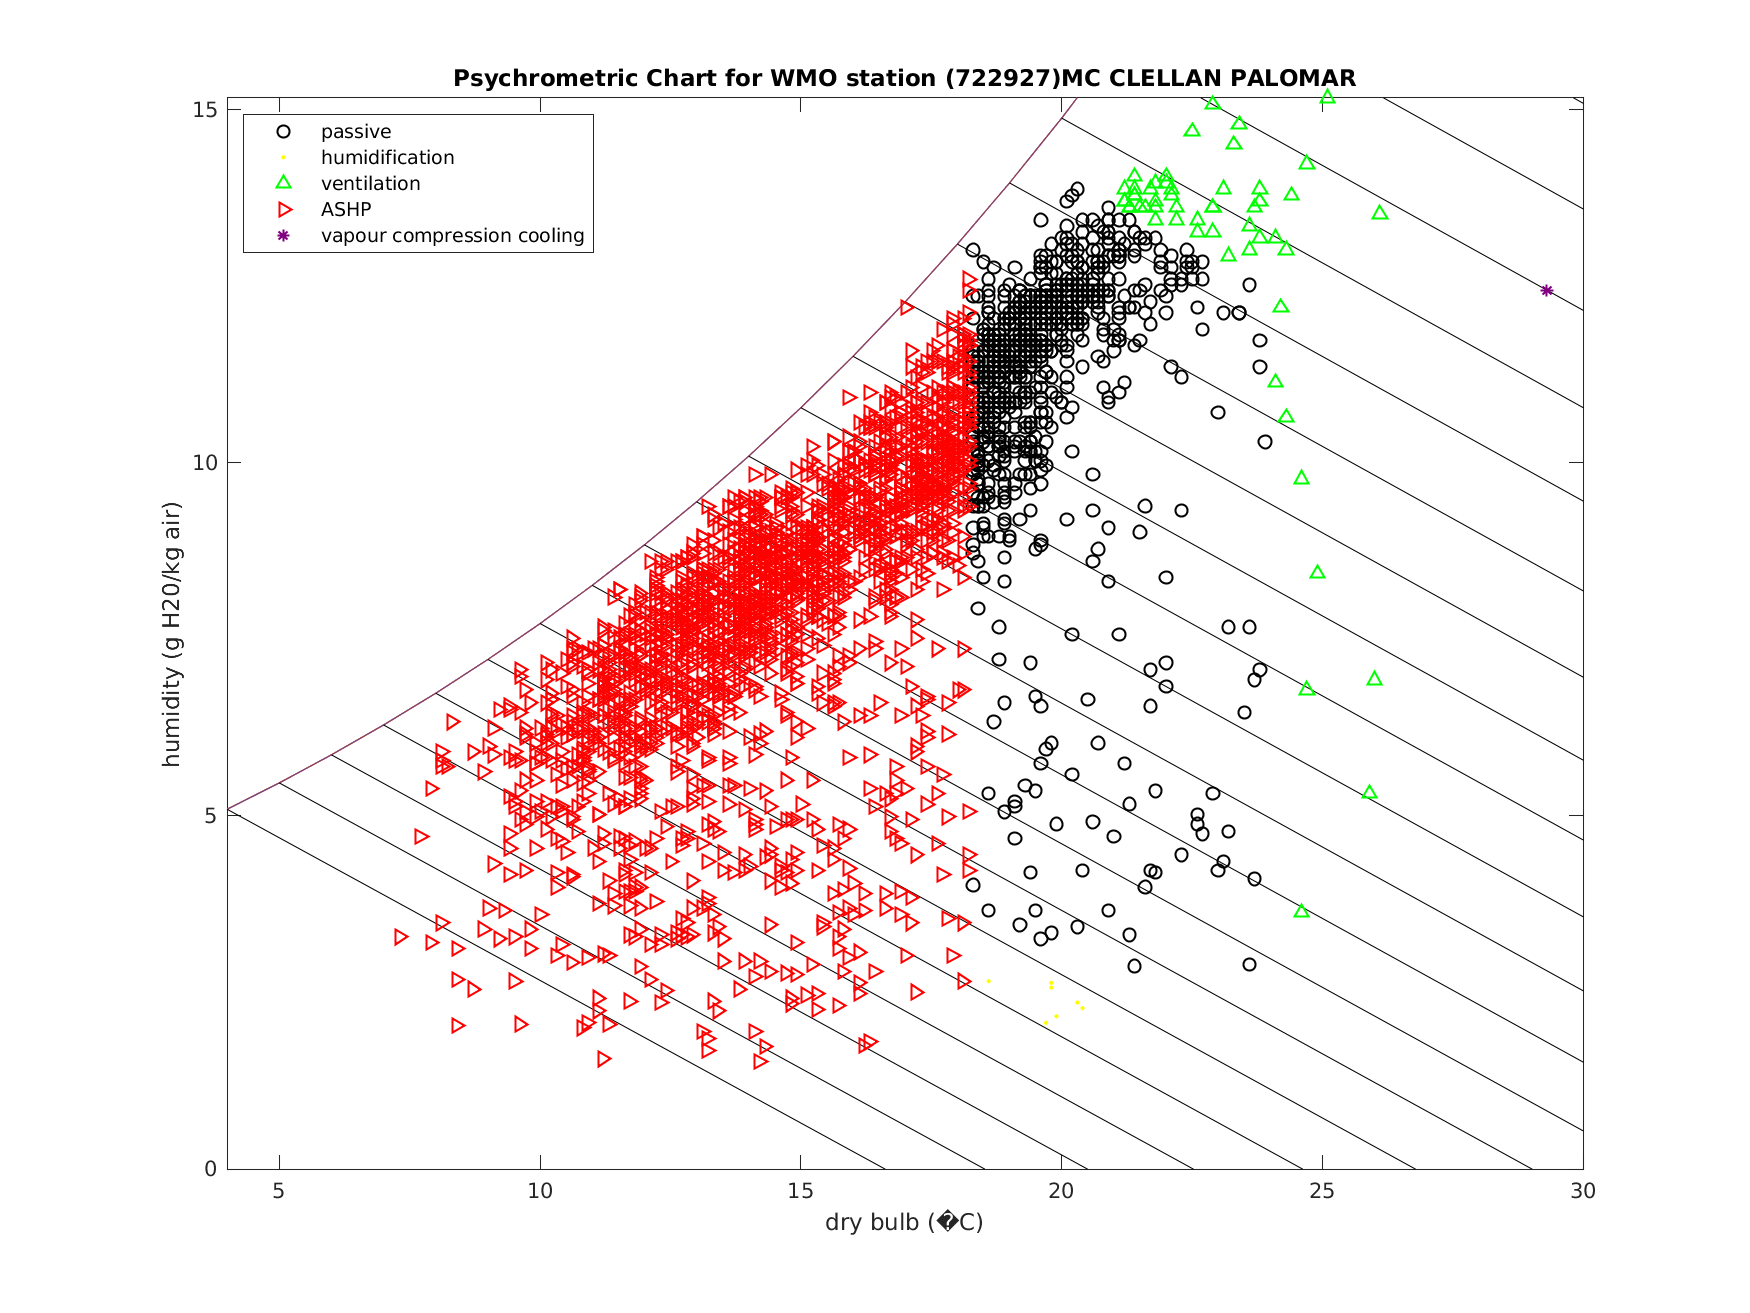 Psychrometric Chart for WMO station (722927)MC CLELLAN PALOMAR
passive
humidification
ventilation
ASHP
vapour compression cooling
humidity (g H20/kg air)
15
10
5
0
5
10
15
20
25
30
dry bulb (�C)